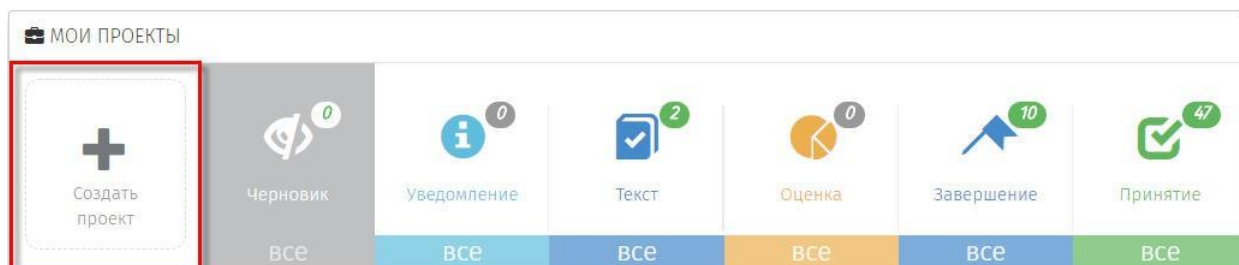 МОИ ПРОЕКТЫ
0
0
2
0
10
47
Создать
проект
Черновик
Уведомление
Текст
Оценка
Завершение
Принятие
все
все
все
все
все
все